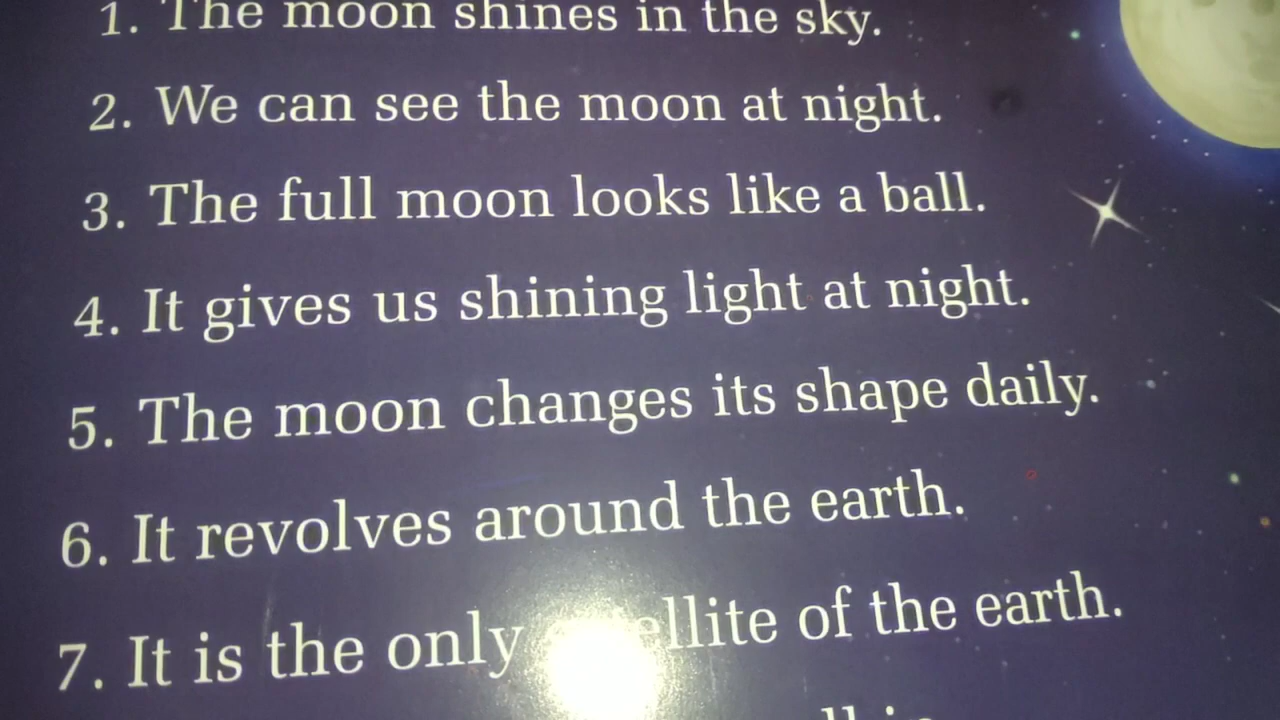 1. The moon shines in the sky.
2. We can see the moon at night.
3. The full moon looks like a ball.
4. It gives us shining light at night.
5. The moon changes its shape daily.
6. It revolves around the earth.
7. It is the only of the earth.